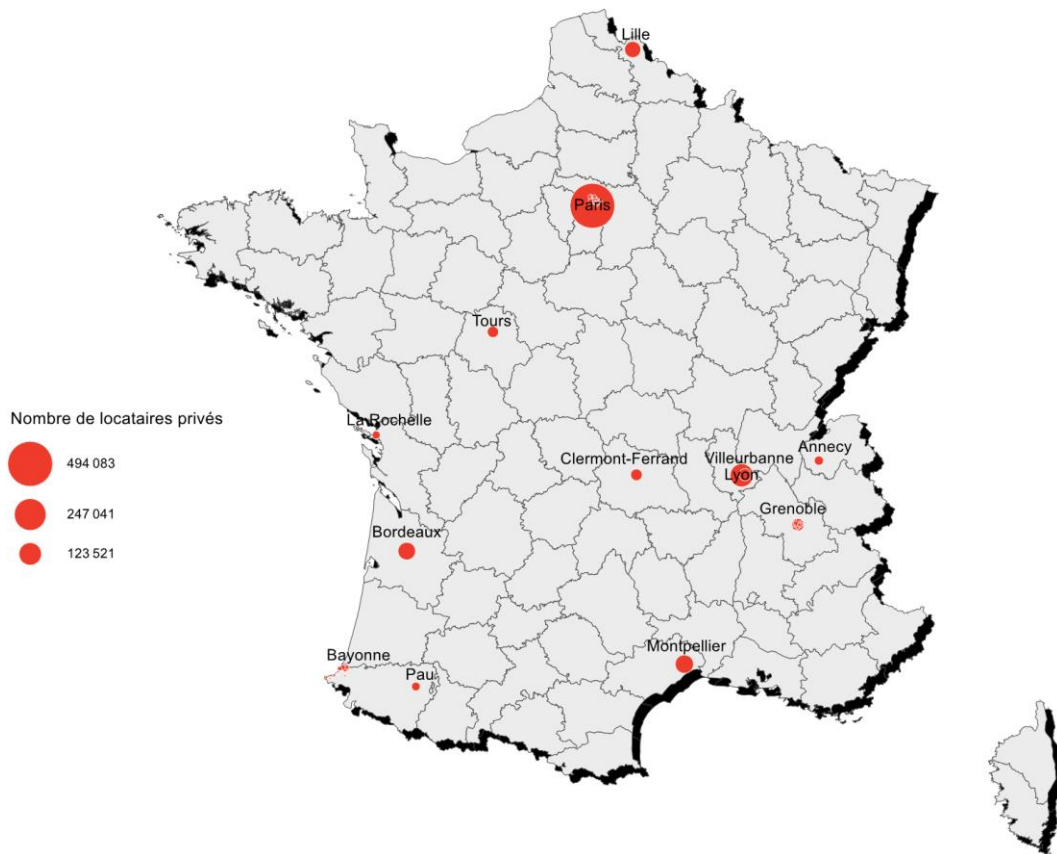 Lille
Paris
Tours
Nombre de locataires privés
494 083
247 041
123 521
La Rochelle
Clermont-Ferrand
Villeurbanne
Lyon
Annecy
Grenoble
Bordeaux
Montpellier
Bayonne
Pau